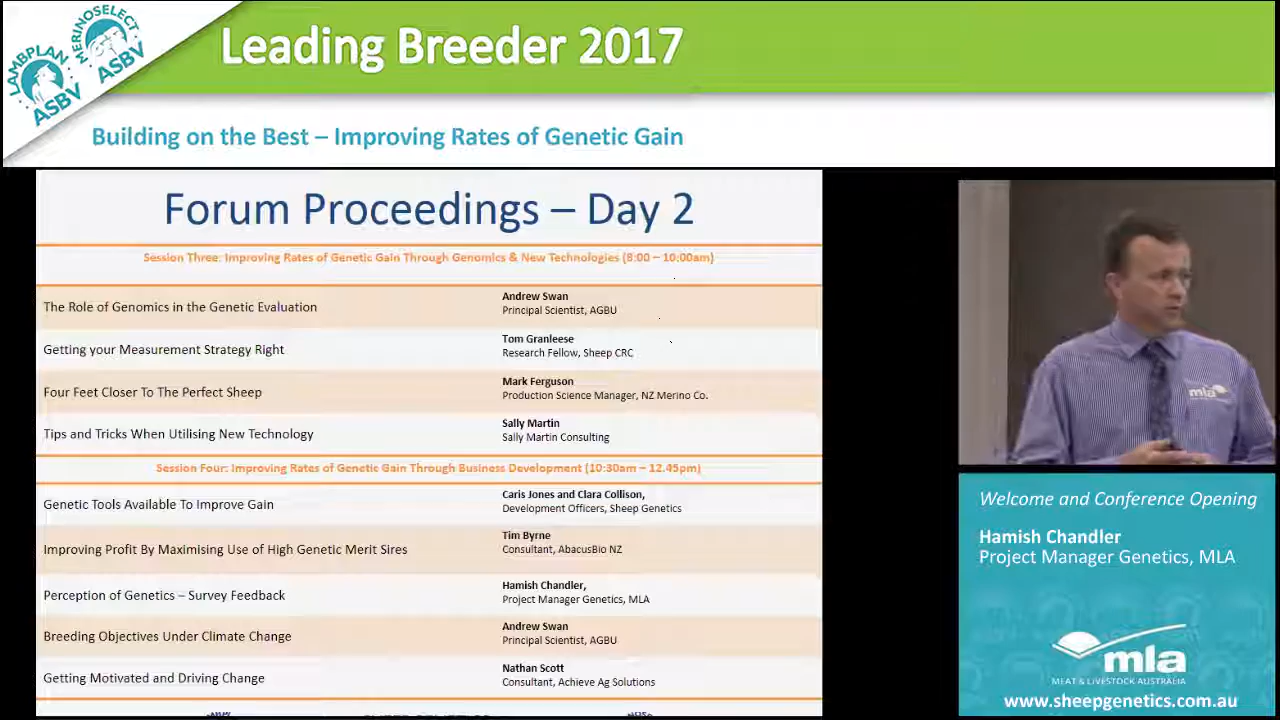 LAMBPLAN
ASBV
MERINOSELECT
ASBV
Leading Breeder 2017
Building on the Best – Improving Rates of Genetic Gain
Forum Proceedings – Day 2
Session Three: Improving Rates of Genetic Gain Through Genomics & New Technologies (8:00 – 10:00am)
The Role of Genomics in the Genetic Evaluation
Andrew Swan
Principal Scientist, AGBU
Getting your Measurement Strategy Right
Tom Granleese
Research Fellow, Sheep CRC
Four Feet Closer To The Perfect Sheep
Mark Ferguson
Production Science Manager, NZ Merino Co.
Tips and Tricks When Utilising New Technology
Sally Martin
Sally Martin Consulting
Session Four: Improving Rates of Genetic Gain Through Business Development (10:30am – 12.45pm)
Genetic Tools Available To Improve Gain
Caris Jones and Clara Collison,
Development Officers, Sheep Genetics
Improving Profit By Maximising Use of High Genetic Merit Sires
Tim Byrne
Consultant, AbacusBio NZ
Perception of Genetics – Survey Feedback
Hamish Chandler,
Project Manager Genetics, MLA
Breeding Objectives Under Climate Change
Andrew Swan
Principal Scientist, AGBU
Getting Motivated and Driving Change
Nathan Scott
Consultant, Achieve Ag Solutions
mla
Welcome and Conference Opening
Hamish Chandler
Project Manager Genetics, MLA
mla
MEAT & LIVESTOCK AUSTRALIA
www.sheepgenetics.com.au